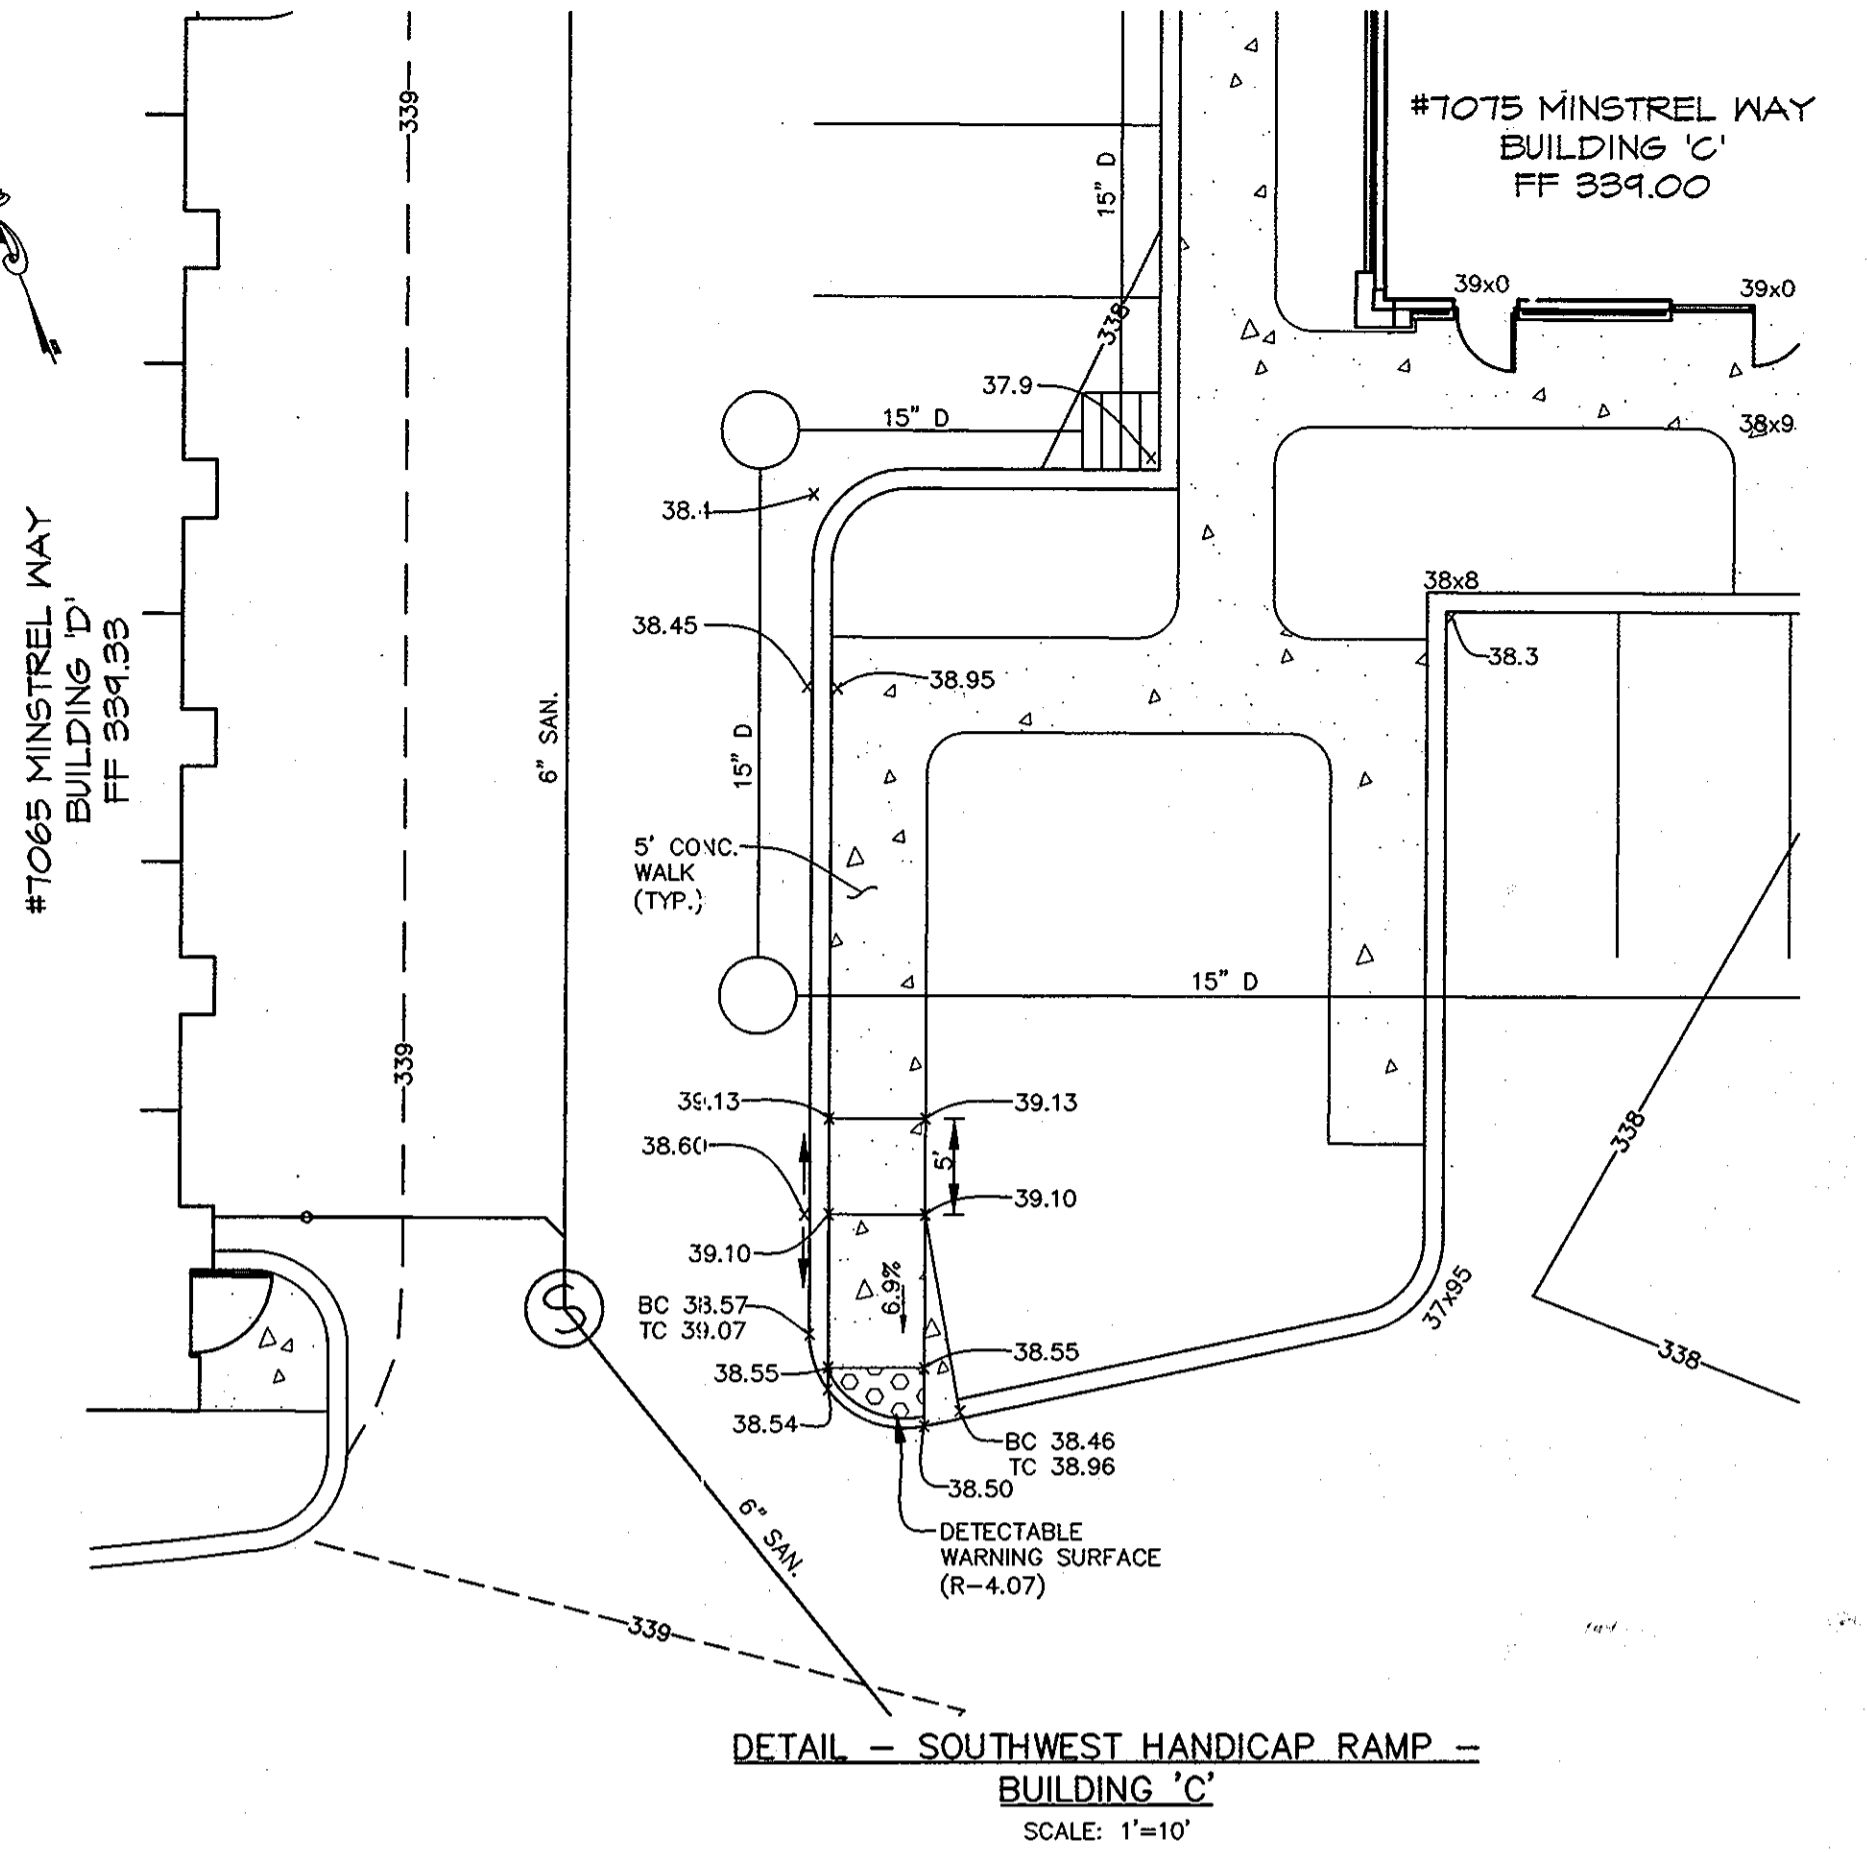 339
#7075 MINSTREL WAY
BUILDING 'C'
FF 339.00
15" D
39x0
39x0
338
37.9
15" D
38x9
38.1
#7065 MINSTREL WAY
BUILDING 'D'
FF 339.33
38x8
38.45
38.3
38.95
6" SAN.
15" D
5' CONC.
WALK
(TYP.)
15" D
339
39.13
39.13
38.60
5'
338
39.10
39.10
6.9%
BC 38.57
TC 39.07
37x95
38.55
38.55
338
38.54
BC 38.46
TC 38.96
38.50
6" SAN.
DETECTABLE
WARNING SURFACE
(R-4.07)
339
DETAIL - SOUTHWEST HANDICAP RAMP -
BUILDING 'C'
SCALE: 1'=10'